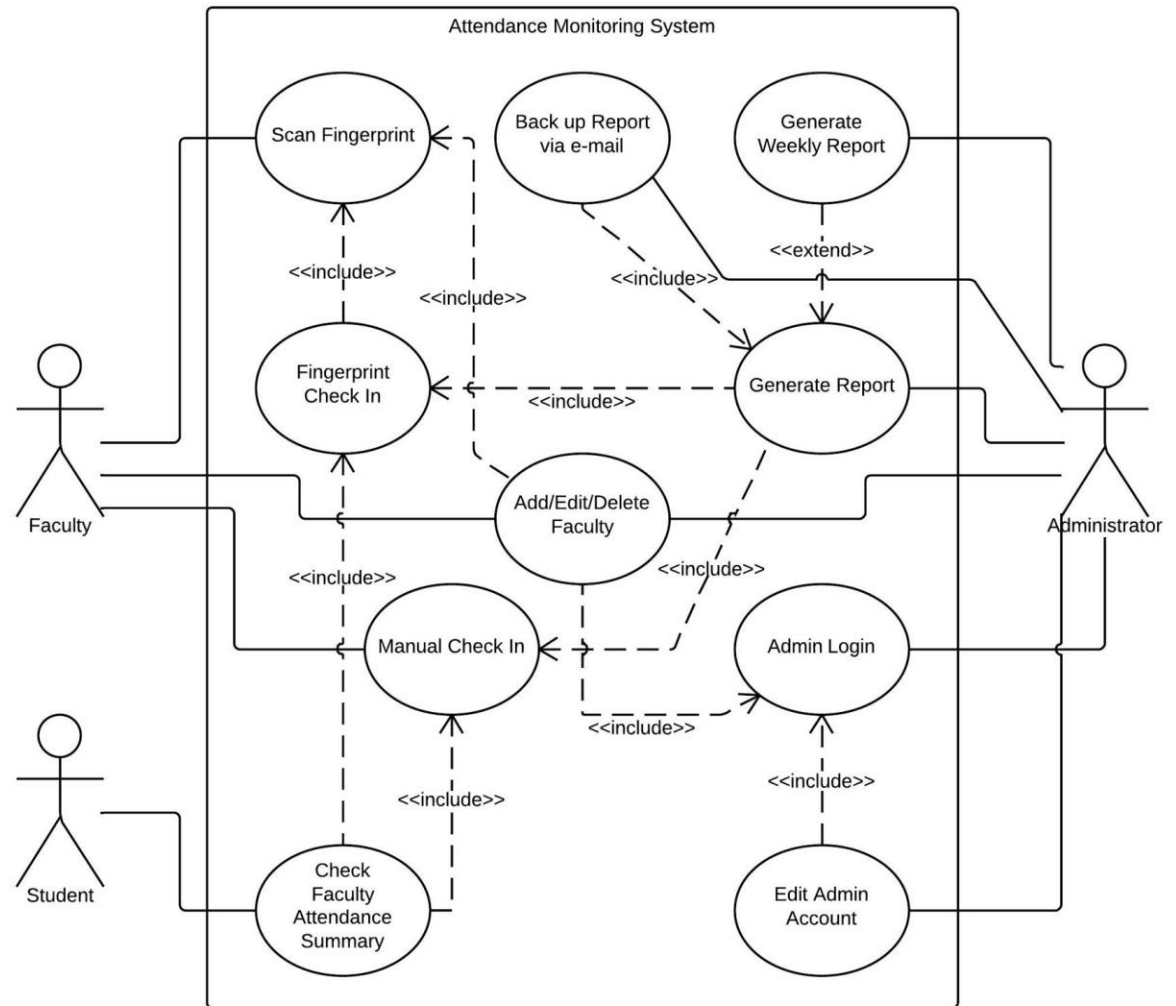 Attendance Monitoring System
Scan Fingerprint
Back up Report
via e-mail
Generate
Weekly Report
<<include>>
<<include>>
<<include>>
<<extend>>
Fingerprint
Check In
<<include>>
Generate Report
Faculty
Add/Edit/Delete
Faculty
Administrator
<<include>>
<<include>>
Manual Check In
Admin Login
<<include>>
<<include>>
<<include>>
Student
Check
Faculty
Attendance
Summary
Edit Admin
Account